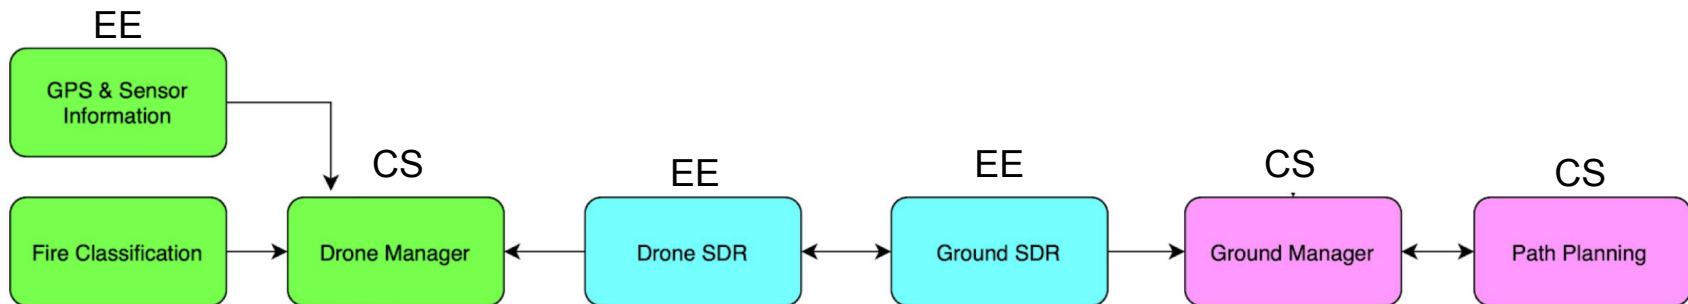 EE
GPS & Sensor
Information
CS
EE
EE
CS
CS
Fire Classification
Drone Manager
Drone SDR
Ground SDR
Ground Manager
Path Planning